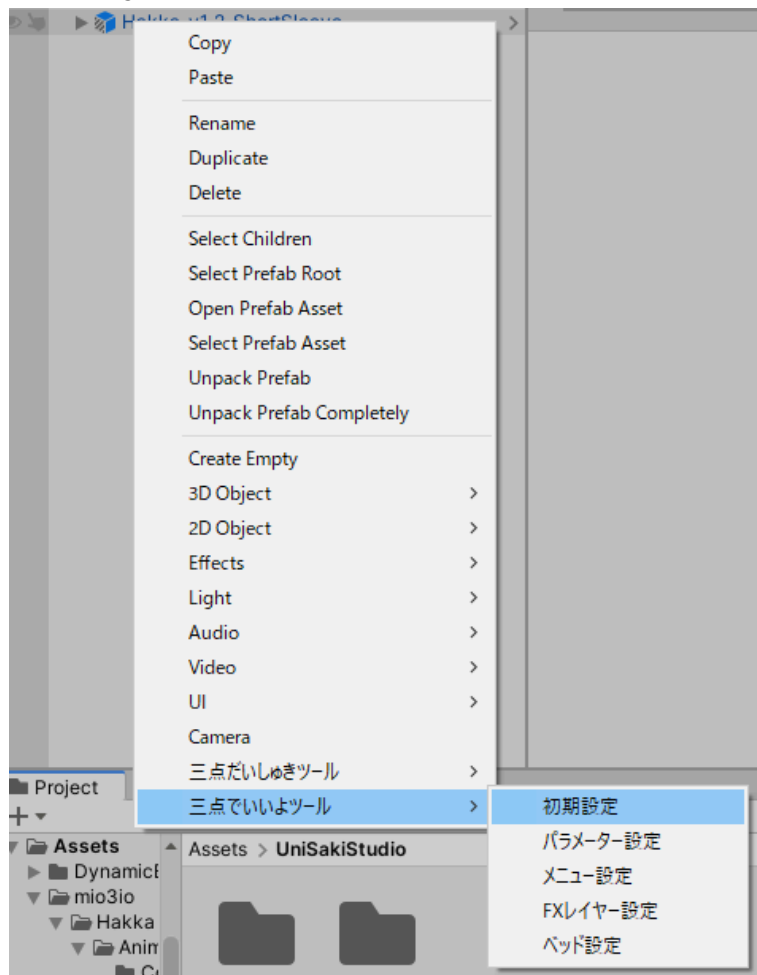 Copy
Paste
Rename
Duplicate
Delete
Select Children
Select Prefab Root
Open Prefab Asset
Select Prefab Asset
Unpack Prefab
Unpack Prefab Completely
Create Empty
3D Object
2D Object
Effects
Light
Audio
Video
UI
Camera
三点だいしゅきツール
三点でいいよツール
初期設定
パラメーター設定
メニュー設定
FXレイヤー設定
ベッド設定
Project
Assets
Assets > UniSakiStudio
mio3io
Hakka